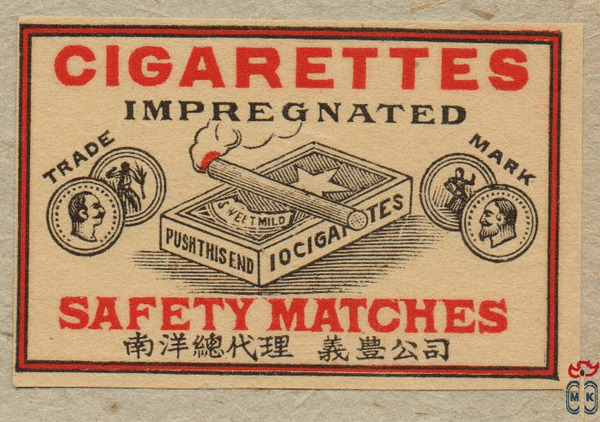 CIGARETTES
IMPREGNATED
TRADE
MARK
SWEET MILD
PUSH THIS END
10 CIGARETTES
SAFETY MATCHES
南洋總代理 義豐公司
MK